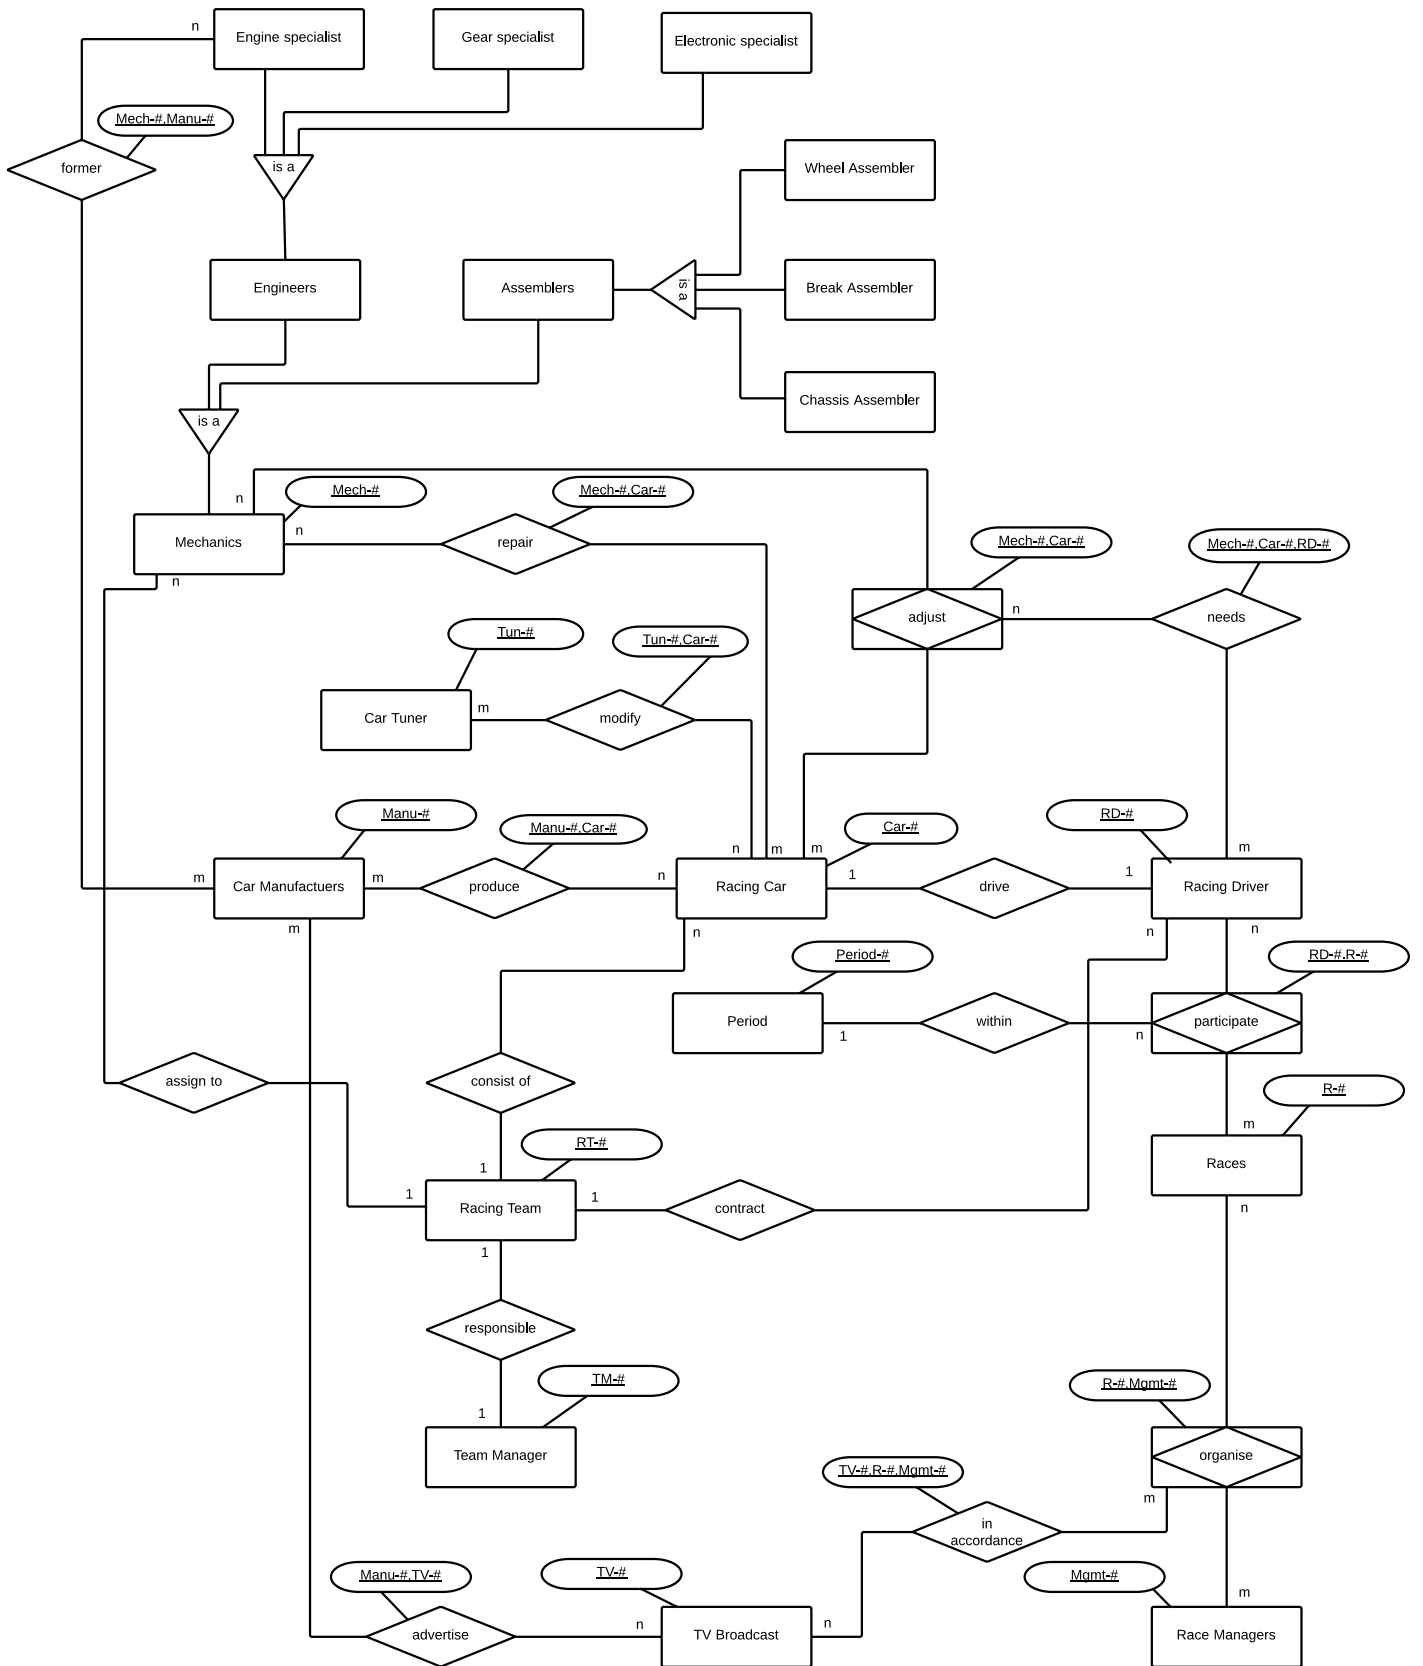 n
Engine specialist
Gear specialist
Electronic specialist
Mech-#,Manu-#
former
is a
Wheel Assembler
Engineers
Assemblers
is a
Break Assembler
Chassis Assembler
is a
n
Mech-#
Mech-#,Car-#
Mechanics
n
repair
Mech-#,Car-#
Mech-#,Car-#,RD-#
n
adjust
n
needs
Tun-#
Tun-#,Car-#
Car Tuner
m
modify
Manu-#
Manu-#,Car-#
Car-#
RD-#
n
m
m
m
m
Car Manufactuers
m
produce
n
Racing Car
1
drive
1
Racing Driver
m
n
n
n
Period-#
RD-#,R-#
Period
1
within
n
participate
assign to
consist of
R-#
m
RT-#
Races
1
1
Racing Team
1
contract
n
1
responsible
TM-#
R-#,Mgmt-#
1
Team Manager
organise
TV-#,R-#,Mgmt-#
m
in
accordance
Manu-#,TV-#
TV-#
Mgmt-#
m
advertise
n
TV Broadcast
n
Race Managers